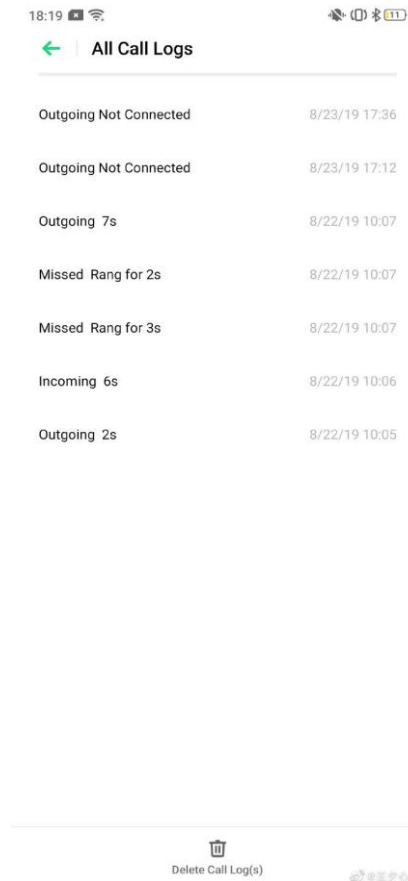 18:19
11
All Call Logs
Outgoing Not Connected 8/23/19 17:36
Outgoing Not Connected 8/23/19 17:12
Outgoing 7s 8/22/19 10:07
Missed Rang for 2s 8/22/19 10:07
Missed Rang for 3s 8/22/19 10:07
Incoming 6s 8/22/19 10:06
Outgoing 2s 8/22/19 10:05
Delete Call Log(s)